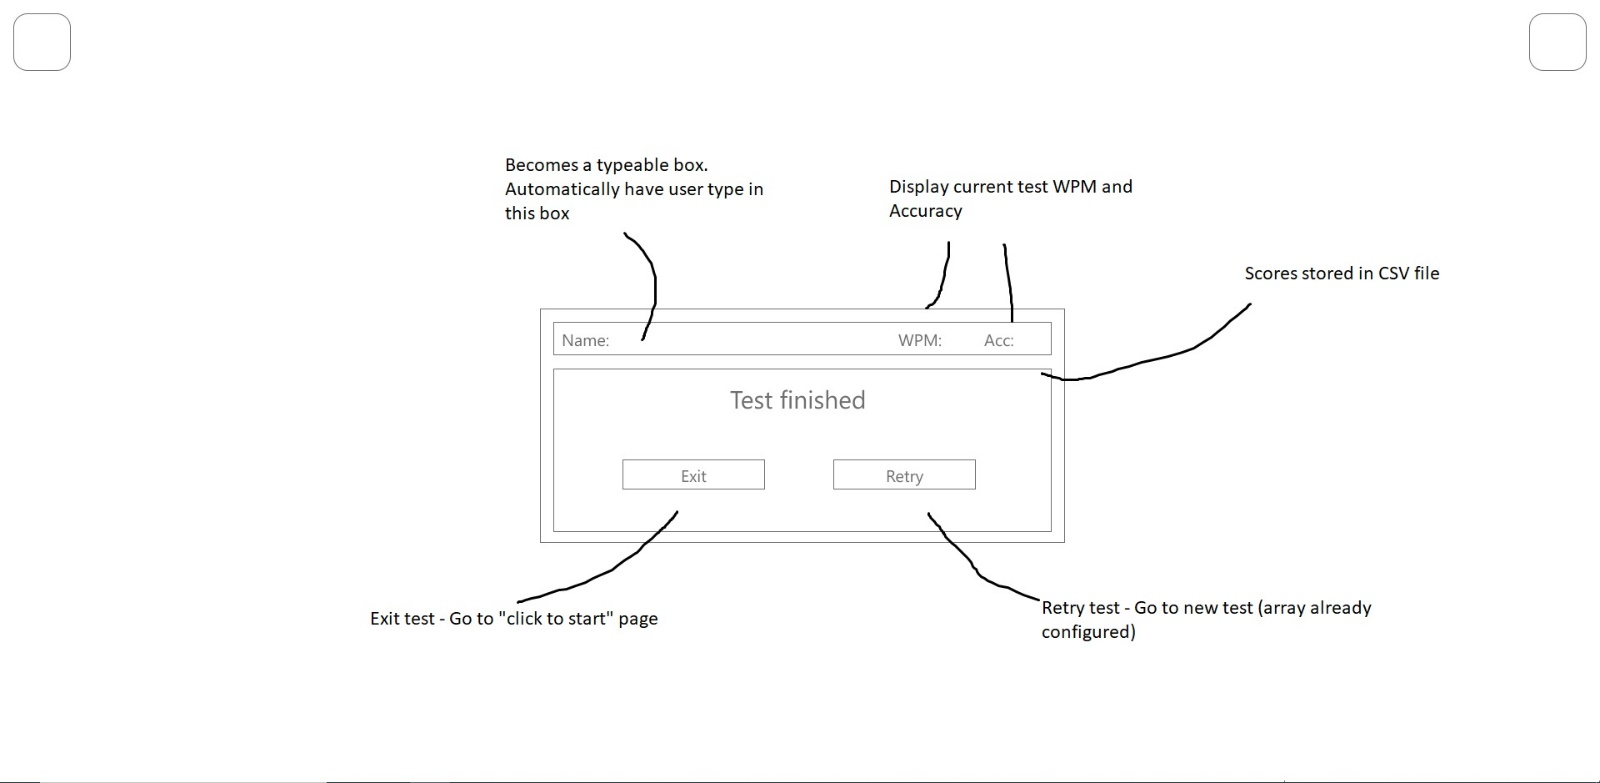 Becomes a typeable box.
Automatically have user type in
this box
Display current test WPM and
Accuracy
Scores stored in CSV file
Name: WPM: Acc:
Test finished
Exit Retry
Exit test - Go to "click to start" page
Retry test - Go to new test (array already
configured)